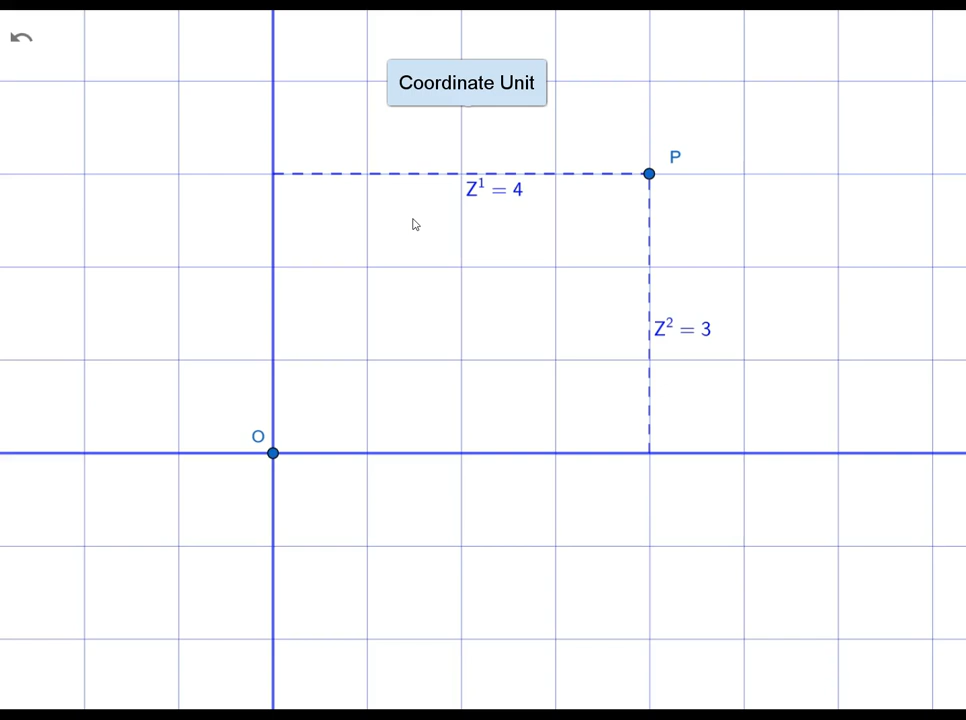 Coordinate Unit
P
Z¹ = 4
Z² = 3
O